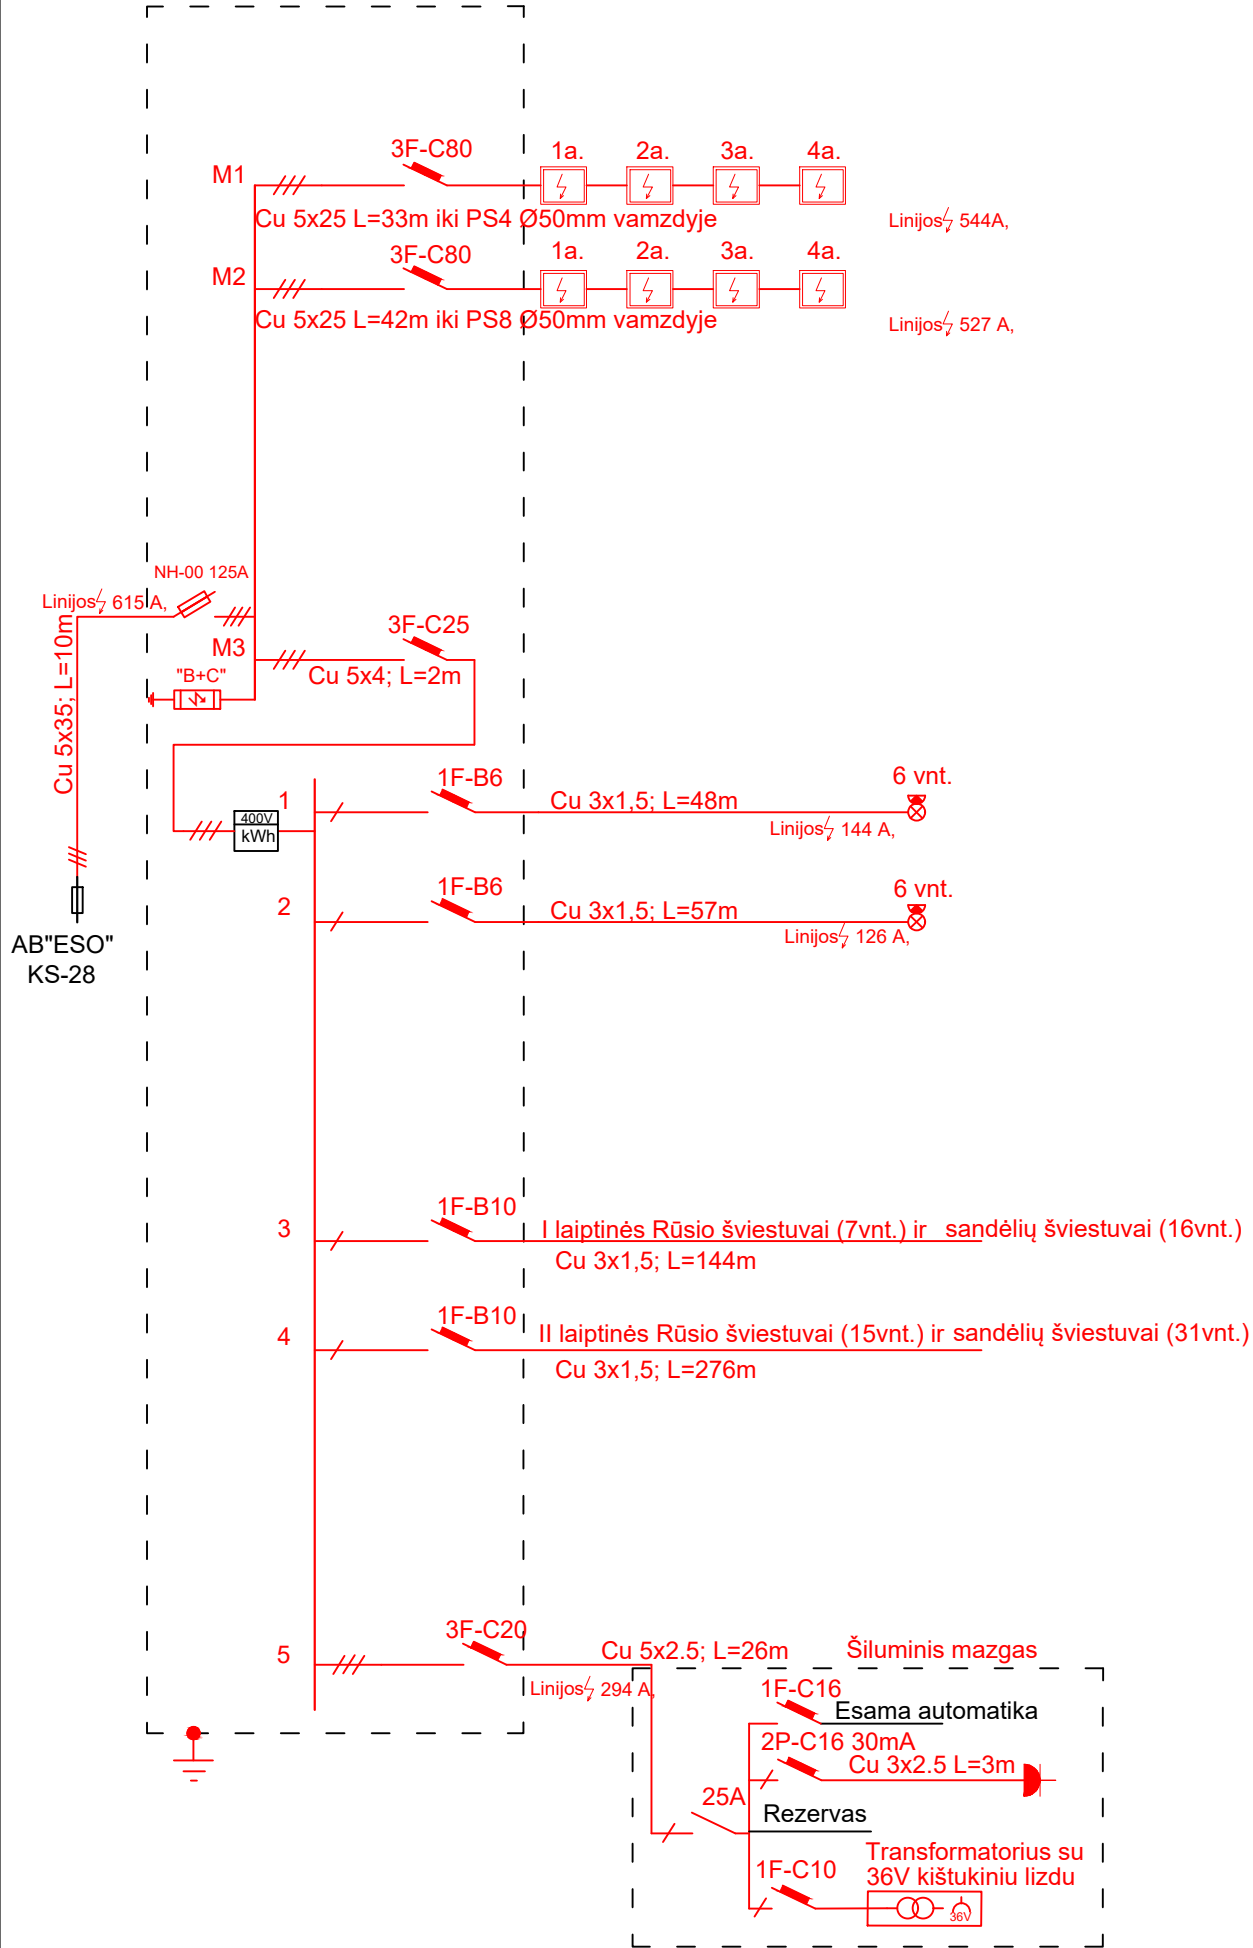 3F-C80
1a. 2a. 3a. 4a.
M1
Cu 5x25 L=33m iki PS4 Ø50mm vamzdyje
Linijos 544A,
3F-C80
1a. 2a. 3a. 4a.
M2
Cu 5x25 L=42m iki PS8 Ø50mm vamzdyje
Linijos 527 A,
NH-00 125A
Linijos 615 A,
Cu 5x35; L=10m
3F-C25
M3
Cu 5x4; L=2m
"B+C"
1F-B6
6 vnt.
1
Cu 3x1,5; L=48m
400V
kWh
Linijos 144 A,
1F-B6
6 vnt.
2
Cu 3x1,5; L=57m
Linijos 126 A,
AB"ESO"
KS-28
1F-B10
3
I laiptinės Rūsio šviestuvai (7vnt.) ir sandėlių šviestuvai (16vnt.)
Cu 3x1,5; L=144m
1F-B10
4
II laiptinės Rūsio šviestuvai (15vnt.) ir sandėlių šviestuvai (31vnt.)
Cu 3x1,5; L=276m
3F-C20
5
Cu 5x2.5; L=26m
Šiluminis mazgas
Linijos 294 A,
1F-C16
Esama automatika
2P-C16 30mA
Cu 3x2.5 L=3m
25A
Rezervas
Transformatorius su
36V kištukiniu lizdu
1F-C10
36V